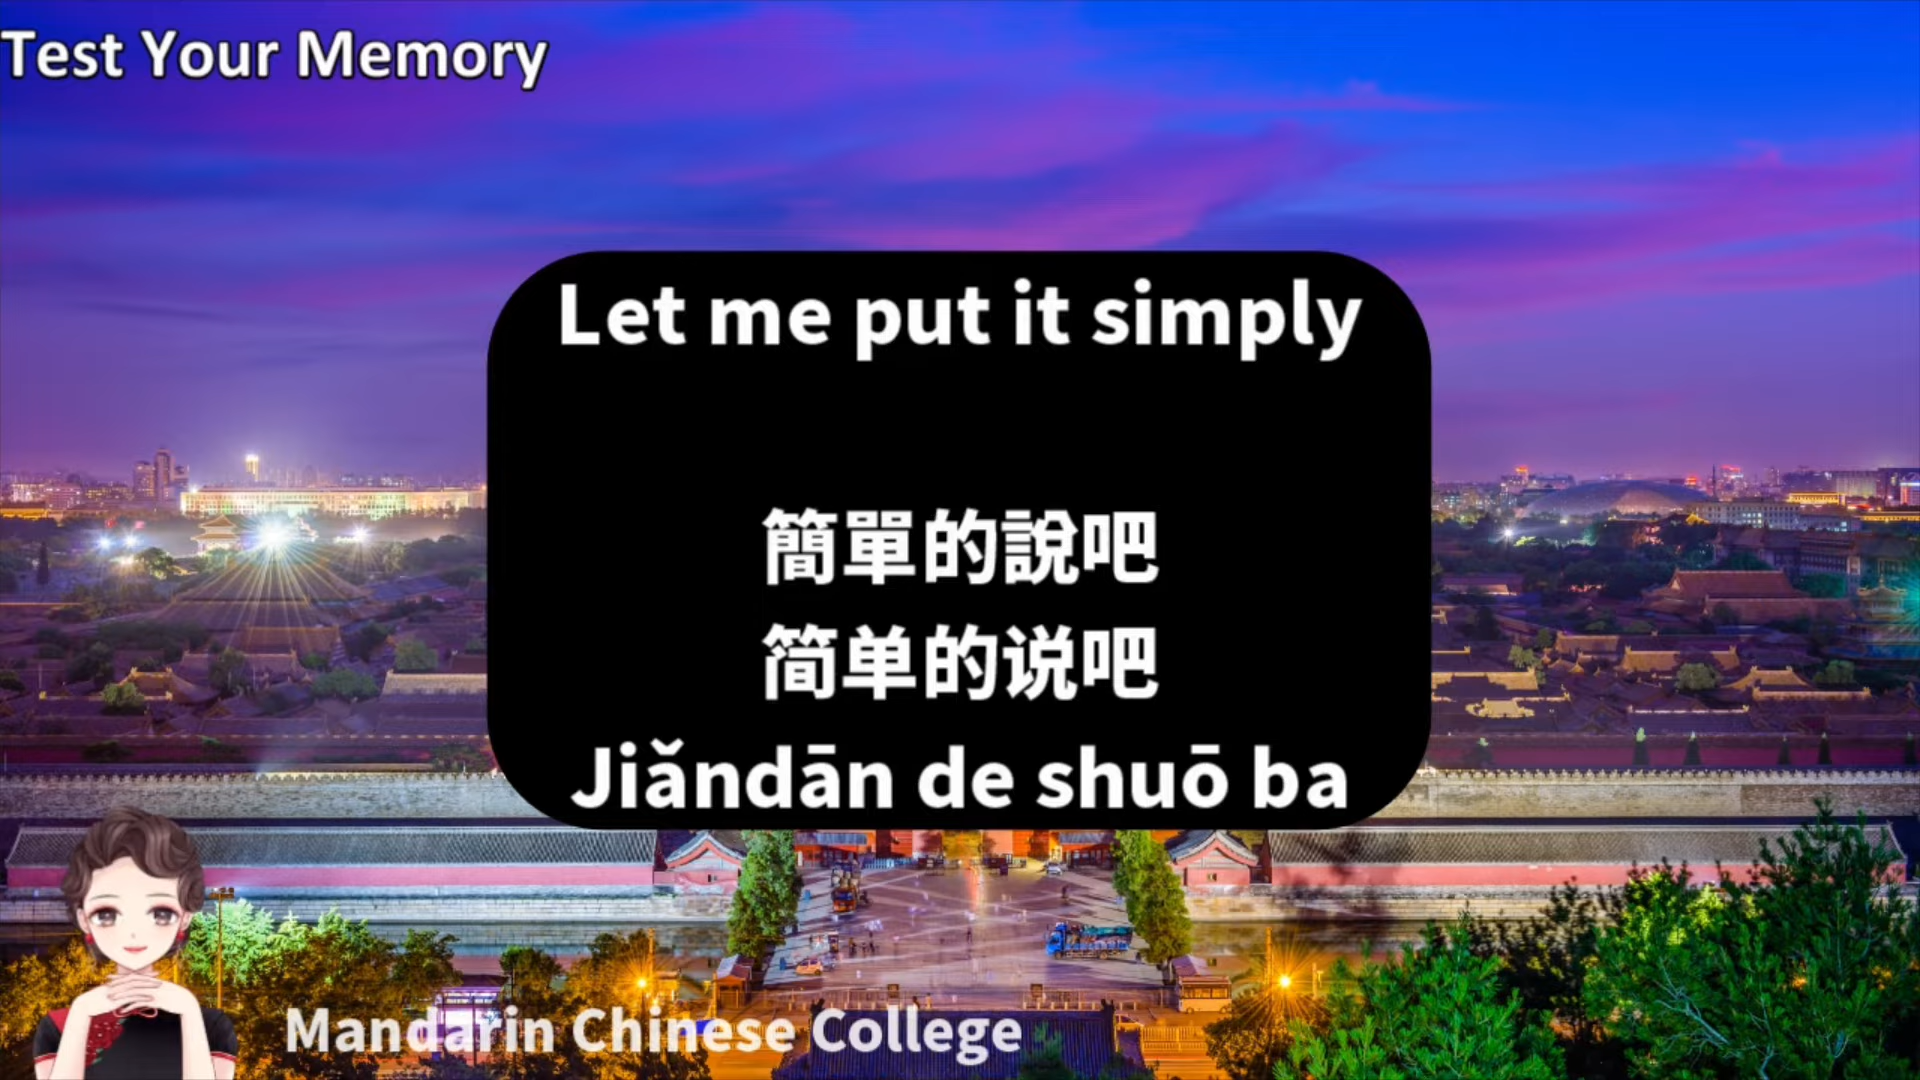 Test Your Memory
Let me put it simply
簡單的說吧
简单的说吧
Jiǎndān de shuō ba
Mandarin Chinese College